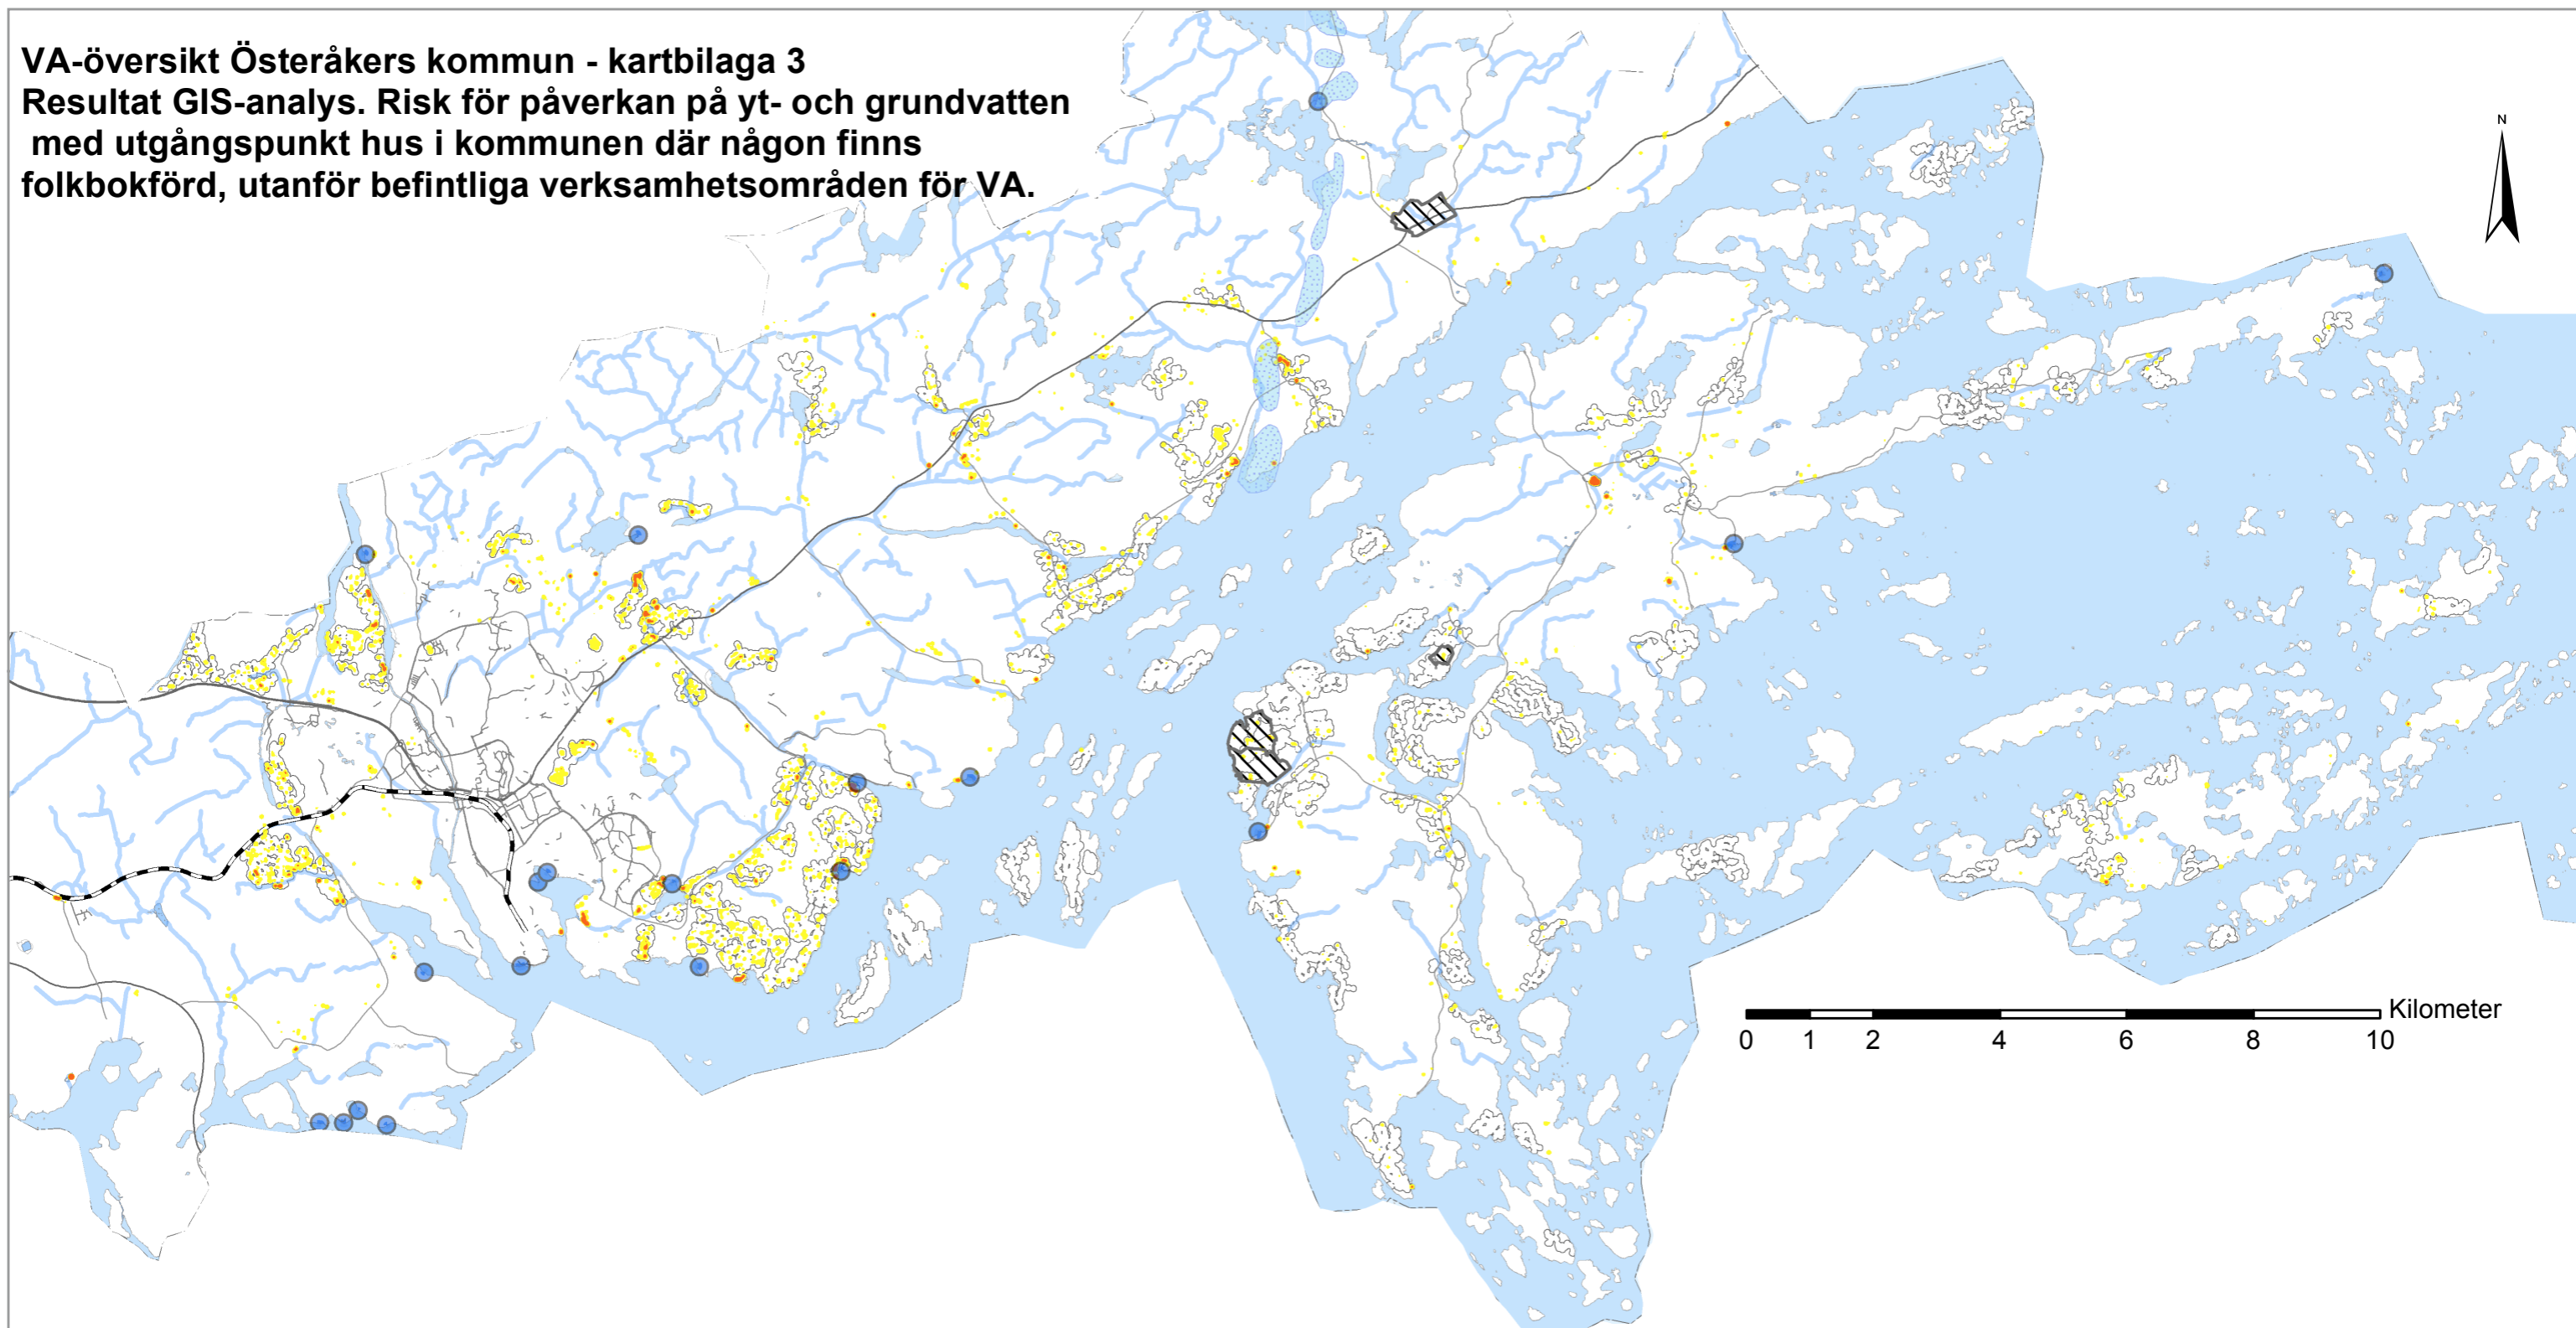 VA-översikt Österåkers kommun - kartbilaga 3
Resultat GIS-analys. Risk för påverkan på yt- och grundvatten
med utgångspunkt hus i kommunen där någon finns
folkbokförd, utanför befintliga verksamhetsområden för VA.
N
Kilometer
0 1 2 4 6 8 10